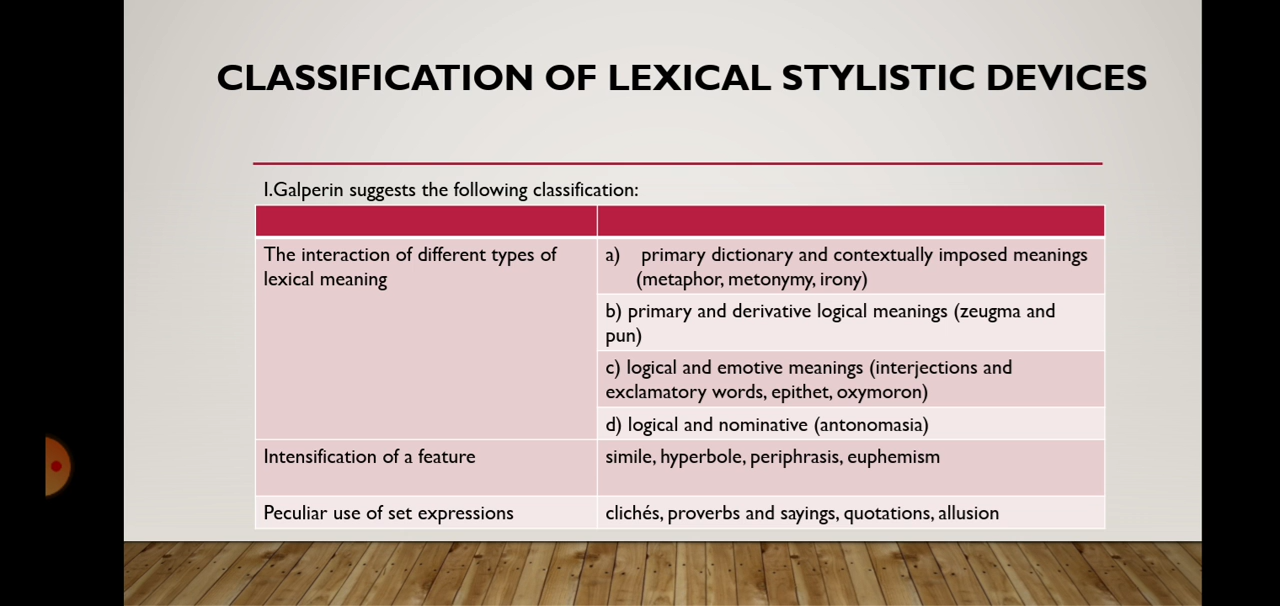 CLASSIFICATION OF LEXICAL STYLISTIC DEVICES
I.Galperin suggests the following classification:
The interaction of different types of
lexical meaning
a) primary dictionary and contextually imposed meanings
(metaphor, metonymy, irony)
b) primary and derivative logical meanings (zeugma and
pun)
c) logical and emotive meanings (interjections and
exclamatory words, epithet, oxymoron)
d) logical and nominative (antonomasia)
Intensification of a feature
simile, hyperbole, periphrasis, euphemism
Peculiar use of set expressions
clichés, proverbs and sayings, quotations, allusion